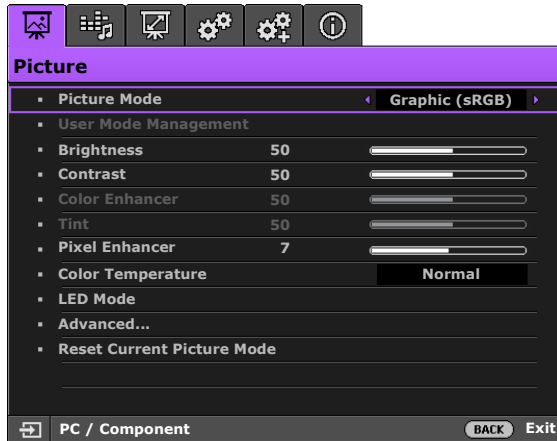 Picture
Picture Mode Graphic (sRGB)
User Mode Management
Brightness 50
Contrast 50
Color Enhancer 50
Tint 50
Pixel Enhancer 7
Color Temperature Normal
LED Mode
Advanced...
Reset Current Picture Mode
PC / Component BACK Exit